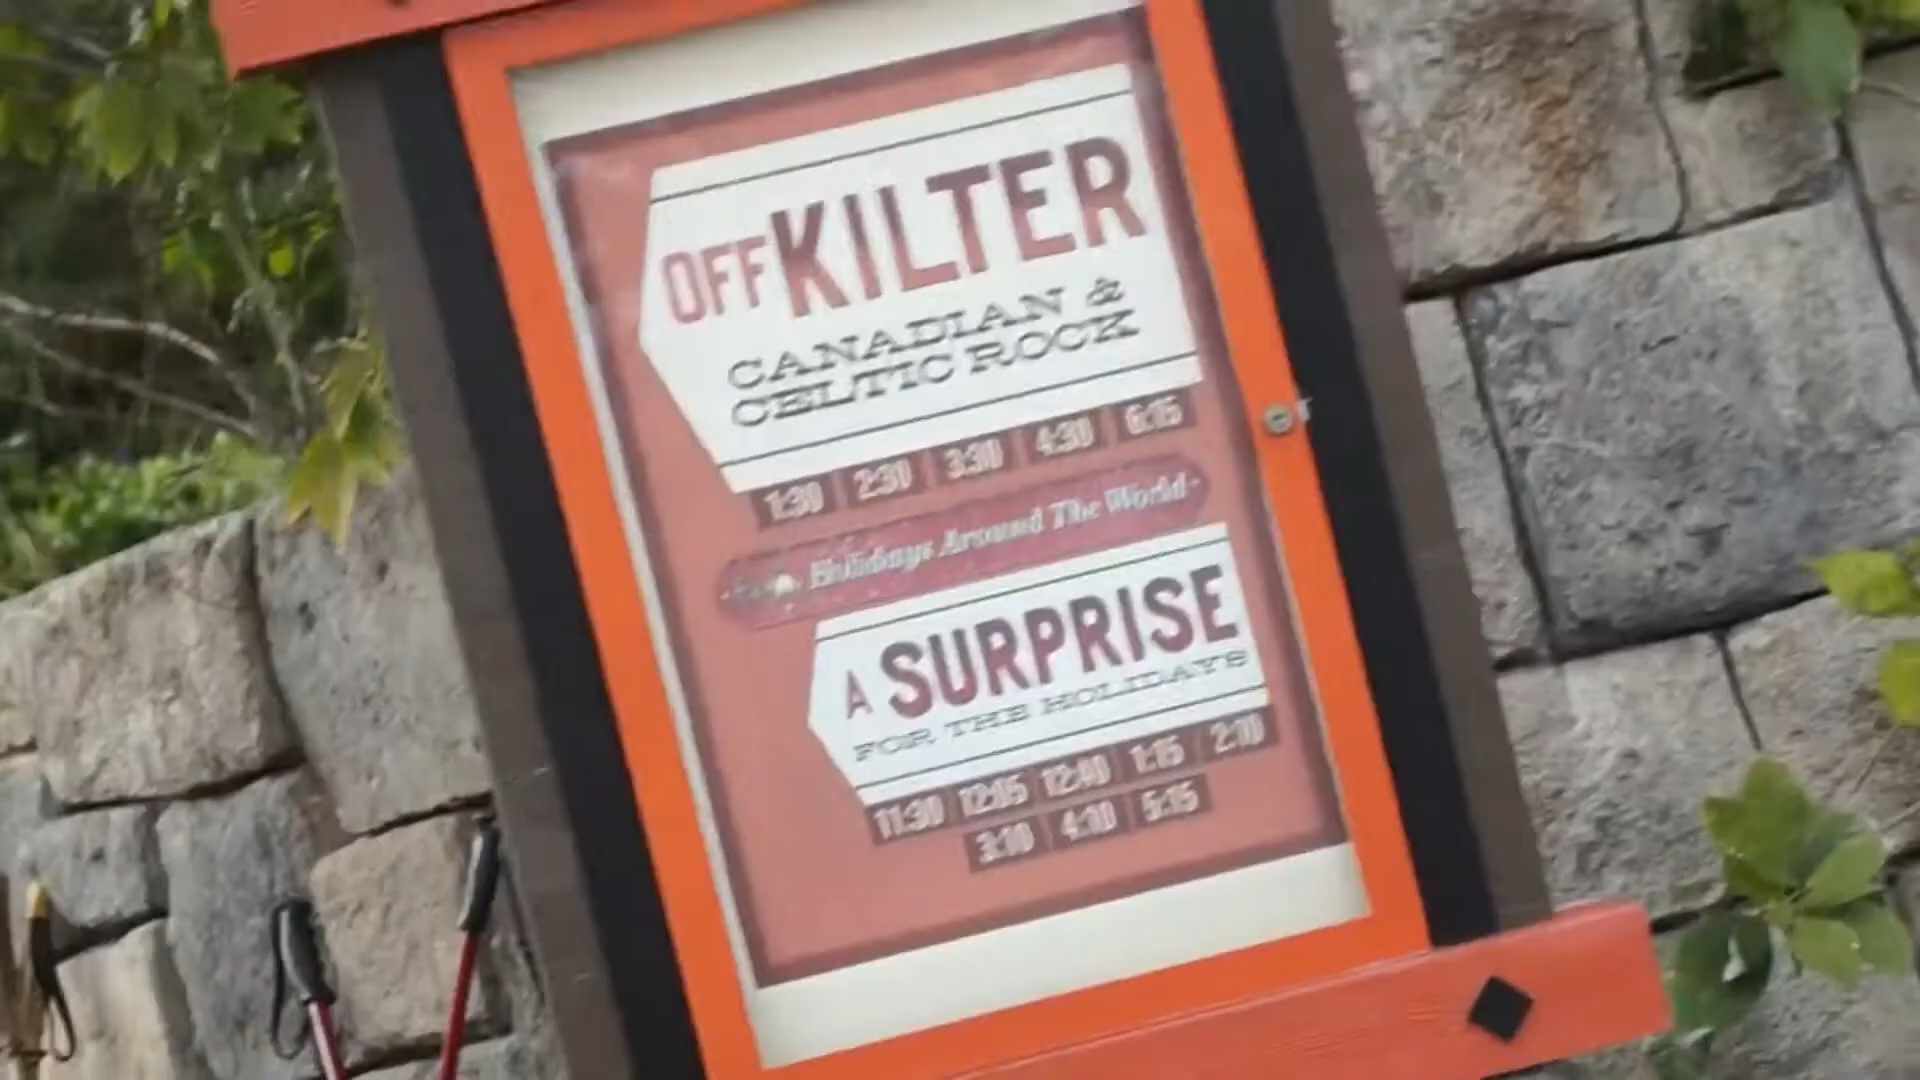 OFF KILTER
CANADIAN &
CELTIC ROCK
1:30 2:30 3:30 4:30 6:15
Holidays Around The World
A SURPRISE
FOR THE HOLIDAYS
11:30 12:05 12:40 1:15 2:10
3:10 4:10 5:15